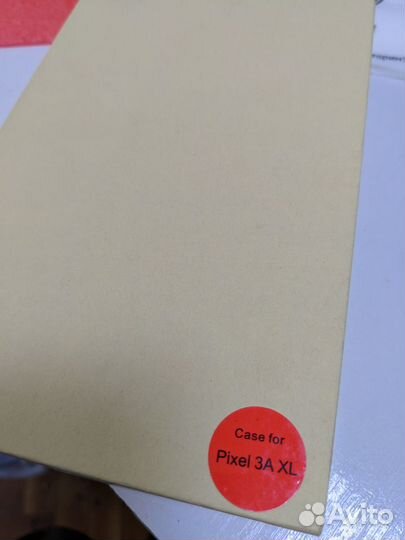 Case for
Pixel 3A XL
Avito